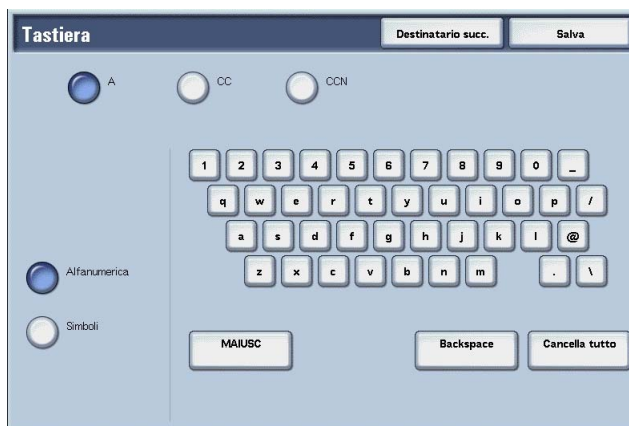 Tastiera
Destinatario succ.
Salva
A
CC
CCN
1 2 3 4 5 6 7 8 9 0 _
q w e r t y u i o p /
a s d f g h j k l @
z x c v b n m . \
Alfanumerica
Simboli
MAIUSC
Backspace
Cancella tutto